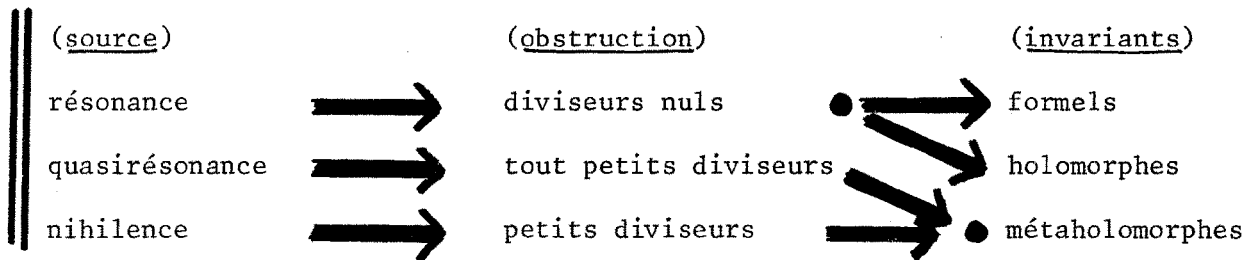 (source) (obstruction) (invariants)
résonance diviseurs nuls formels
quasirésonance tout petits diviseurs holomorphes
nihilence petits diviseurs métaholomorphes